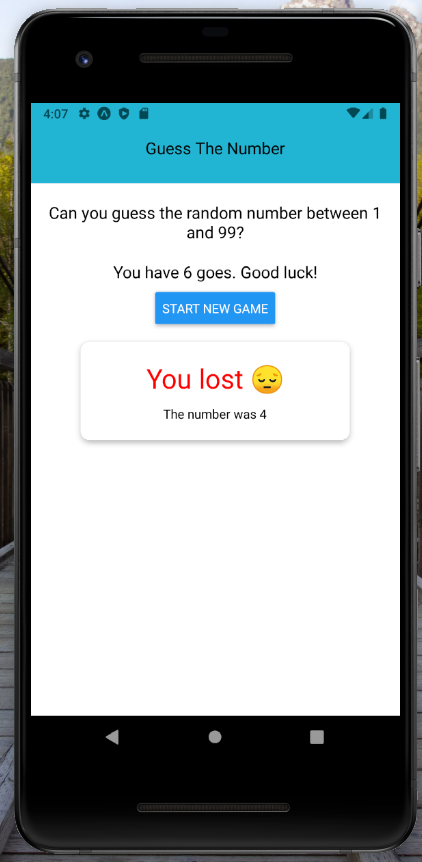 4:07
Guess The Number
Can you guess the random number between 1
and 99?
You have 6 goes. Good luck!
START NEW GAME
You lost 😔
The number was 4